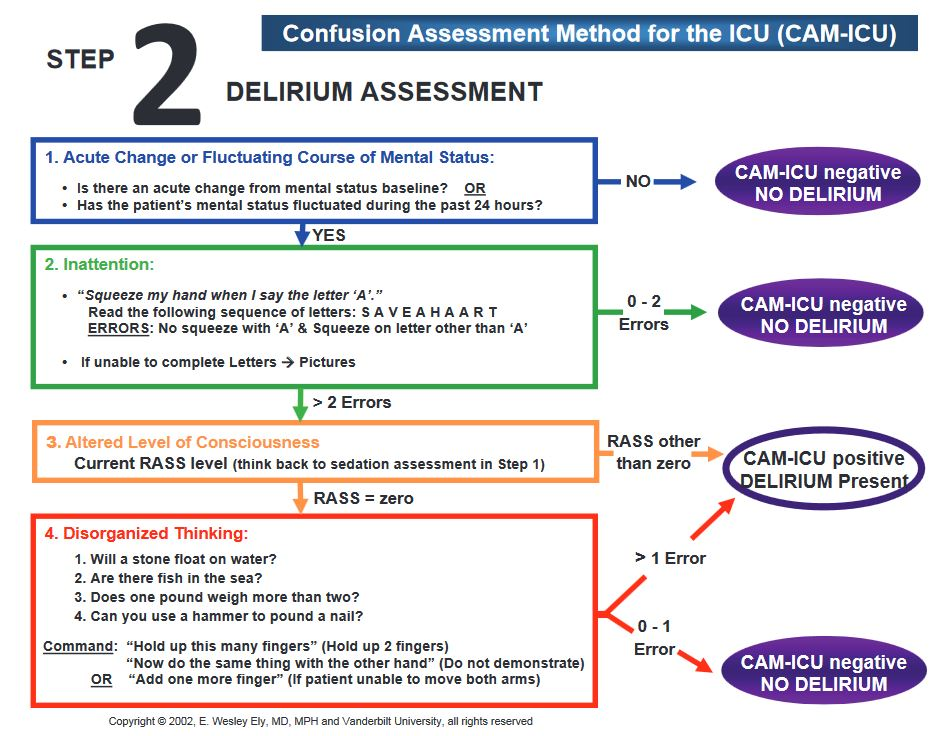 STEP 2
Confusion Assessment Method for the ICU (CAM-ICU)
DELIRIUM ASSESSMENT
1. Acute Change or Fluctuating Course of Mental Status:
• Is there an acute change from mental status baseline? OR
• Has the patient's mental status fluctuated during the past 24 hours?
NO
CAM-ICU negative
NO DELIRIUM
YES
2. Inattention:
• “Squeeze my hand when I say the letter ‘A’.”
Read the following sequence of letters: S A V E A H A A R T
ERRORS: No squeeze with ‘A’ & Squeeze on letter other than ‘A’
• If unable to complete Letters → Pictures
0 - 2
Errors
CAM-ICU negative
NO DELIRIUM
> 2 Errors
3. Altered Level of Consciousness
Current RASS level (think back to sedation assessment in Step 1)
RASS other
than zero
CAM-ICU positive
DELIRIUM Present
RASS = zero
4. Disorganized Thinking:
1. Will a stone float on water?
2. Are there fish in the sea?
3. Does one pound weigh more than two?
4. Can you use a hammer to pound a nail?
Command: “Hold up this many fingers” (Hold up 2 fingers)
“Now do the same thing with the other hand” (Do not demonstrate)
OR “Add one more finger” (If patient unable to move both arms)
> 1 Error
0 - 1
Error
CAM-ICU negative
NO DELIRIUM
Copyright © 2002, E. Wesley Ely, MD, MPH and Vanderbilt University, all rights reserved